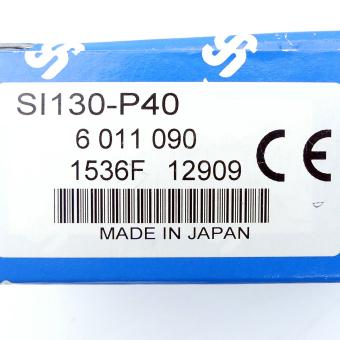 SI130-P40
6 011 090
1536F 12909
CE
MADE IN JAPAN